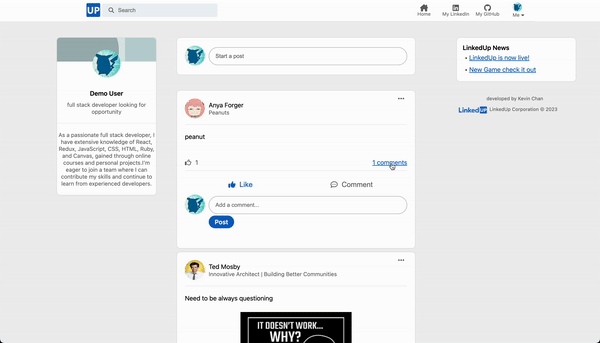 UP
Search
Home
My LinkedIn
My GitHub
Me
Demo User
full stack developer looking for
opportunity
As a passionate full stack developer, I
have extensive knowledge of React,
Redux, JavaScript, CSS, HTML, Ruby,
and Canvas, gained through online
courses and personal projects.I'm
eager to join a team where I can
contribute my skills and continue to
learn from experienced developers.
Start a post
Anya Forger
Peanuts
peanut
1
1 comments
Like
Comment
Add a comment...
Post
Ted Mosby
Innovative Architect | Building Better Communities
Need to be always questioning
IT DOESN'T WORK...
WHY?
LinkedUp News
• LinkedUp is now live!
• New Game check it out
developed by Kevin Chan
LinkedUP LinkedUp Corporation © 2023